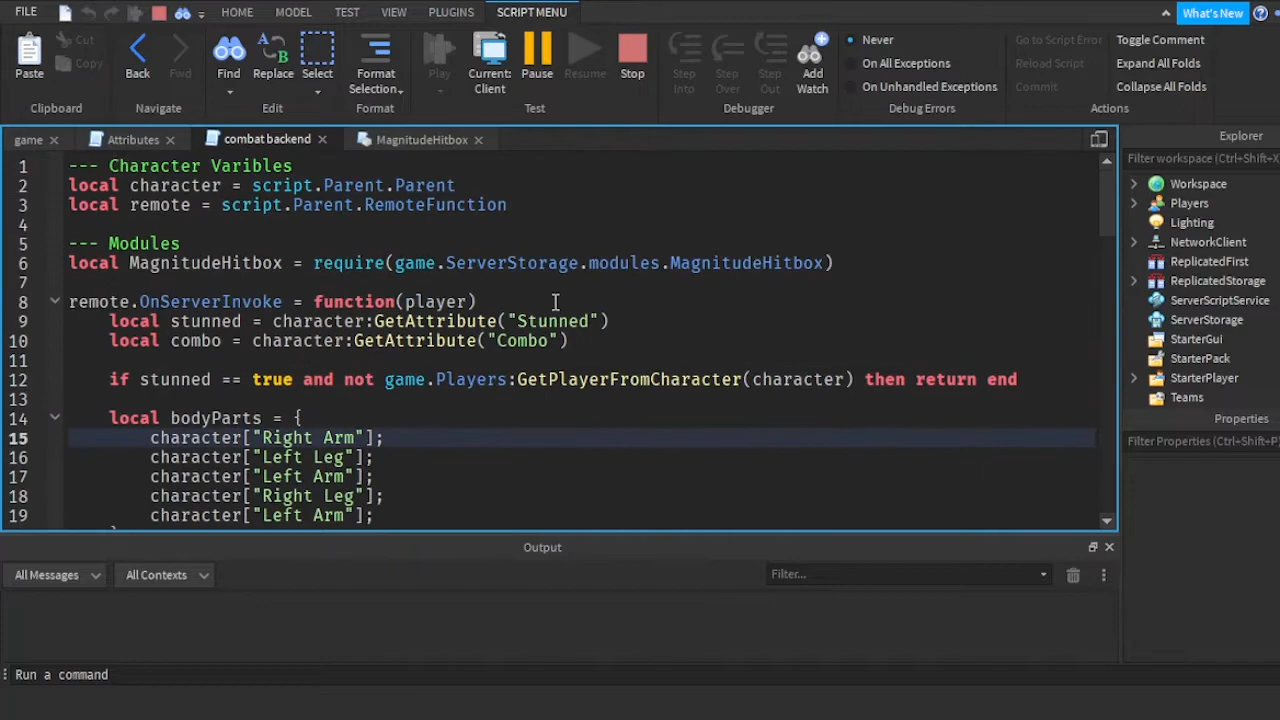 FILE HOME MODEL TEST VIEW PLUGINS SCRIPT MENU What's New
Paste Cut Copy Back Fwd Find Replace Select Format Selection Play Current: Client Pause Resume Stop Step Into Step Over Step Out Add Watch Never On All Exceptions On Unhandled Exceptions Go to Script Error Reload Script Commit Toggle Comment Expand All Folds Collapse All Folds
Clipboard Navigate Edit Format Test Debugger Debug Errors Actions
game Attributes combat backend MagnitudeHitbox
1 --- Character Varibles
2 local character = script.Parent.Parent
3 local remote = script.Parent.RemoteFunction
4
5 --- Modules
6 local MagnitudeHitbox = require(game.ServerStorage.modules.MagnitudeHitbox)
7
8 remote.OnServerInvoke = function(player)
9 local stunned = character:GetAttribute("Stunned")
10 local combo = character:GetAttribute("Combo")
11
12 if stunned == true and not game.Players:GetPlayerFromCharacter(character) then return end
13
14 local bodyParts = {
15 character["Right Arm"];
16 character["Left Leg"];
17 character["Left Arm"];
18 character["Right Leg"];
19 character["Left Arm"];
Explorer
Filter workspace (Ctrl+Shift+X
Workspace
Players
Lighting
NetworkClient
ReplicatedFirst
ReplicatedStorage
ServerScriptService
ServerStorage
StarterGui
StarterPack
StarterPlayer
Teams
Properties
Filter Properties (Ctrl+Shift+P
Output
All Messages All Contexts Filter...
Run a command